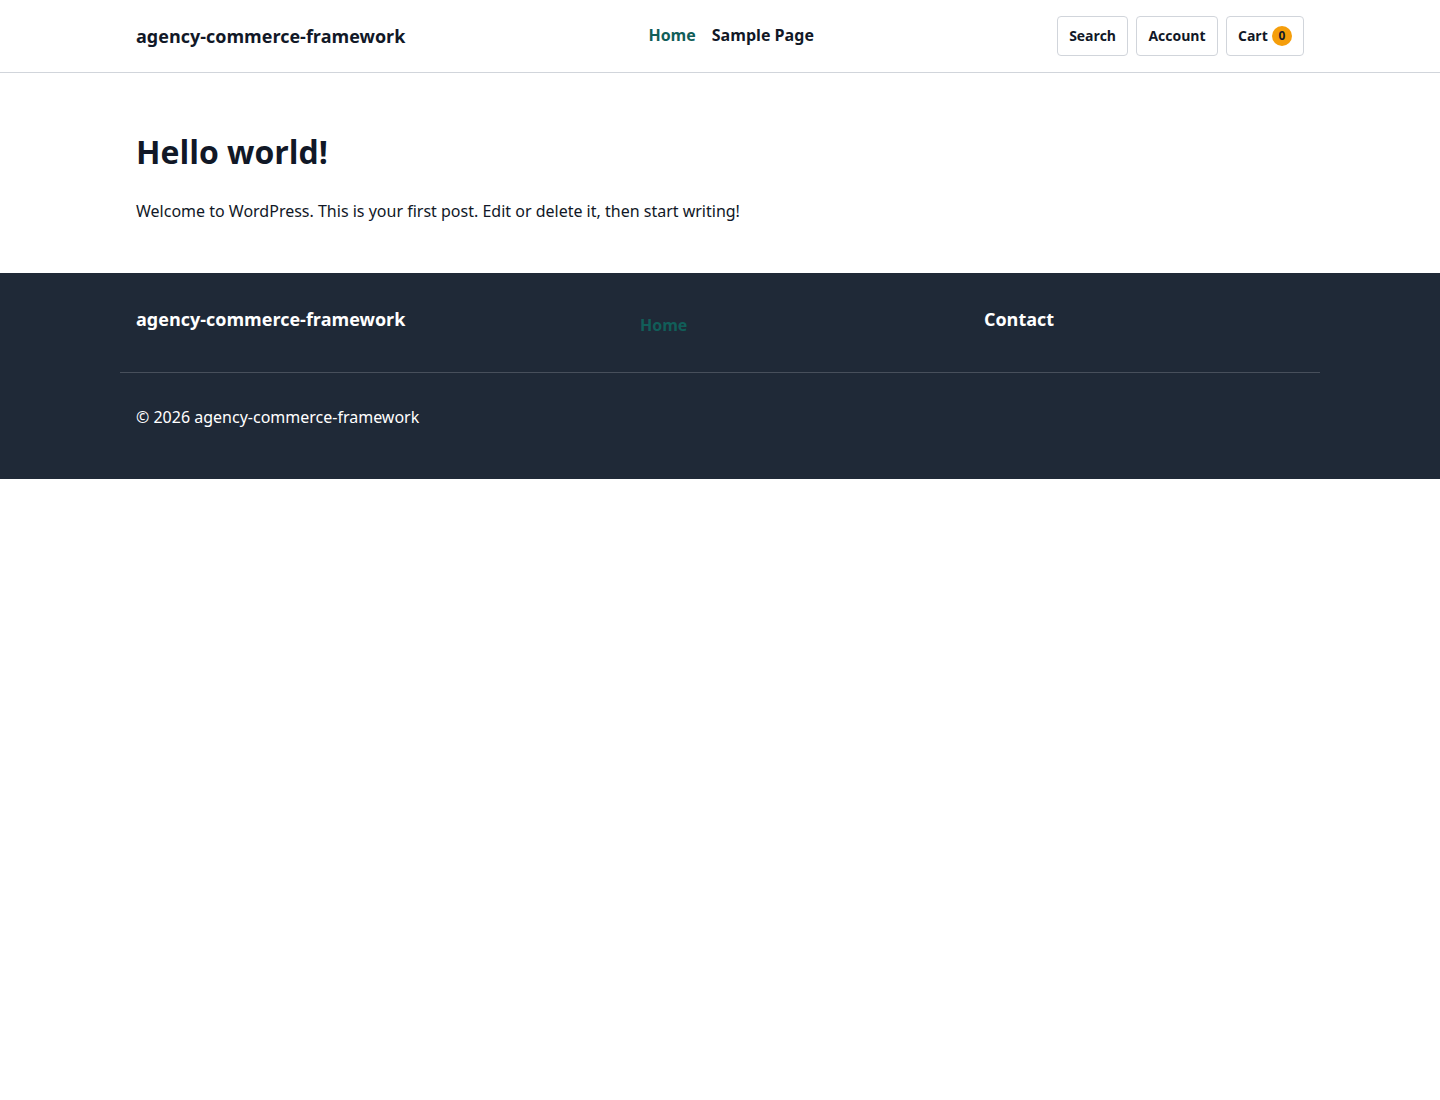 agency-commerce-framework
Home Sample Page
Search Account Cart 0
Hello world!
Welcome to WordPress. This is your first post. Edit or delete it, then start writing!
agency-commerce-framework
Home
Contact
© 2026 agency-commerce-framework